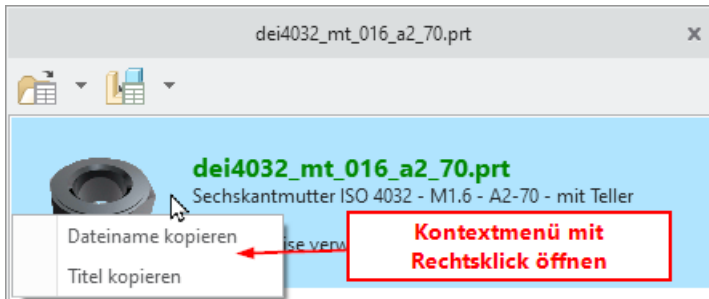 dei4032_mt_016_a2_70.prt
dei4032_mt_016_a2_70.prt
Sechskantmutter ISO 4032 - M1.6 - A2-70 - mit Teller
Dateiname kopieren
Titel kopieren
Kontextmenü mit
Rechtsklick öffnen